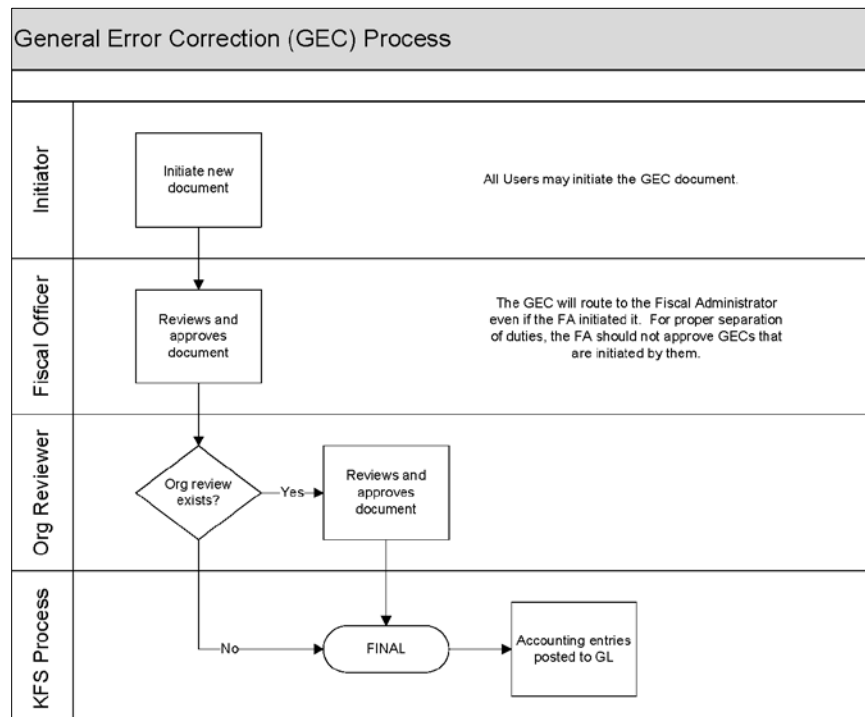 General Error Correction (GEC) Process
Initiator
Initiate new
document
All Users may initiate the GEC document.
Fiscal Officer
Reviews and
approves
document
The GEC will route to the Fiscal Administrator
even if the FA initiated it. For proper separation
of duties, the FA should not approve GECs that
are initiated by them.
Org Reviewer
Org review
exists?
Yes
Reviews and
approves
document
KFS Process
No
FINAL
Accounting entries
posted to GL